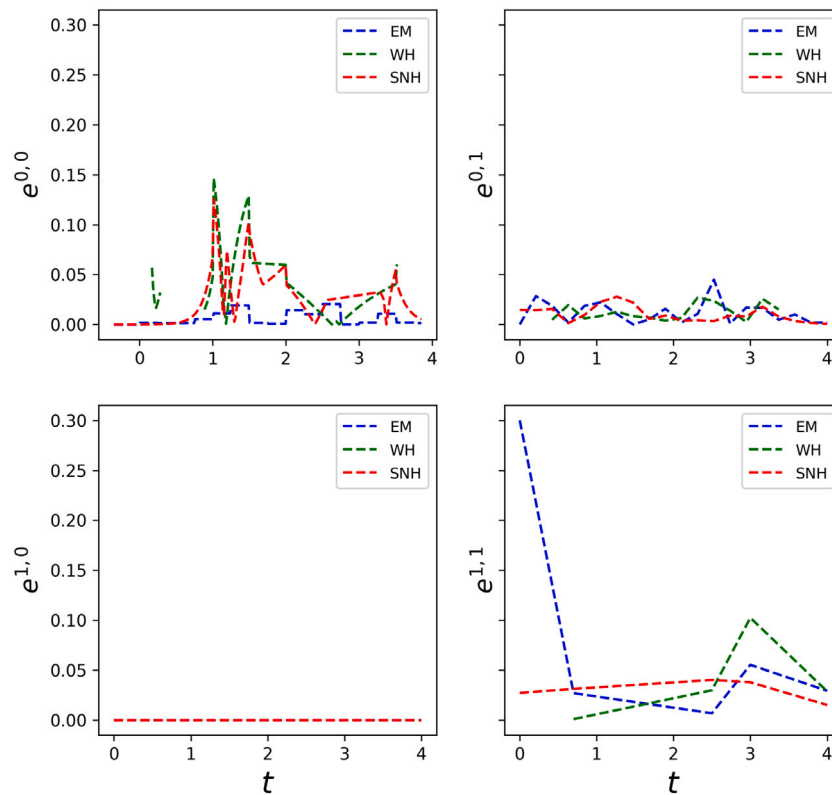 0.30
0.25
0.20
0.15
0.10
0.05
0.00
e^{0,0}
EM
WH
SNH
0 1 2 3 4
e^{0,1}
EM
WH
SNH
0 1 2 3 4
0.30
0.25
0.20
0.15
0.10
0.05
0.00
e^{1,0}
EM
WH
SNH
0 1 2 3 4
t
e^{1,1}
EM
WH
SNH
0 1 2 3 4
t